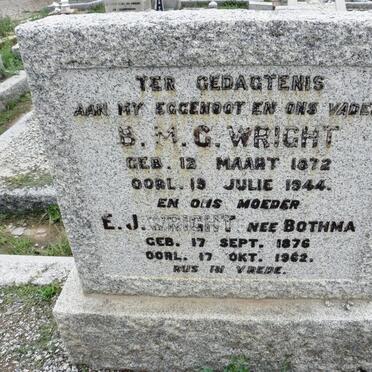 TER GEDAGTENIS
AAN MY EGGENOOT EN ONS VADER
B. M. G. WRIGHT
GEB. 12 MAART 1872
OORL. 19 JULIE 1944.
EN ONS MOEDER
E. J. WRIGHT NEE BOTHMA
GEB. 17 SEPT. 1876
OORL. 17 OKT. 1962.
RUS IN VREDE.